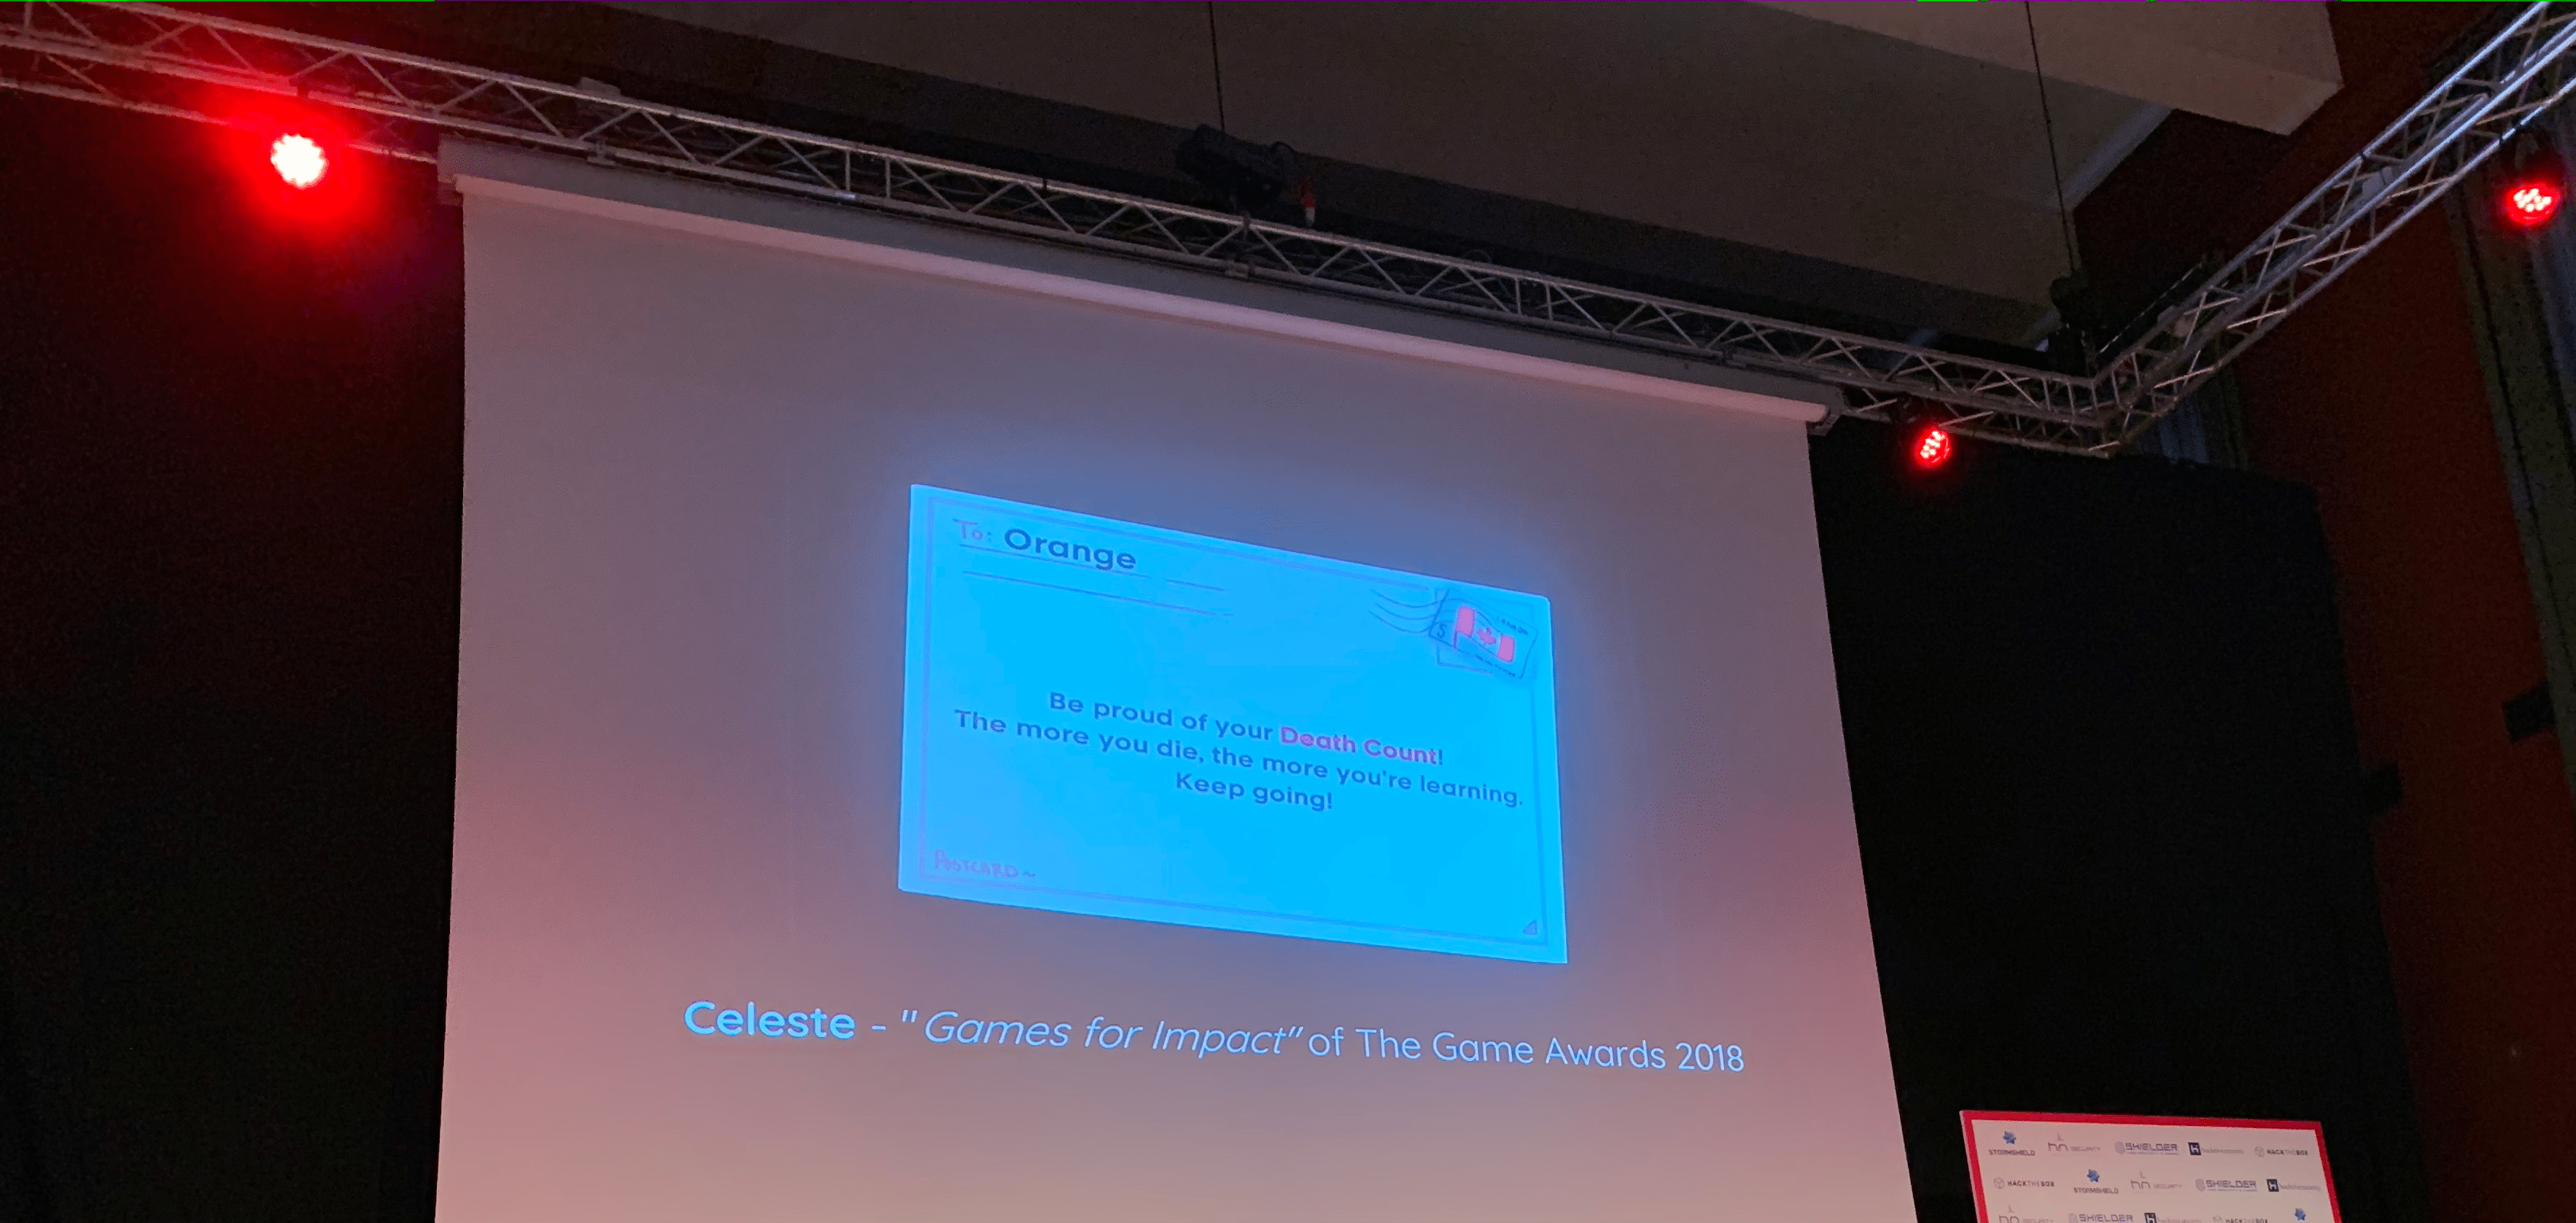 To: Orange
Be proud of your Death Count!
The more you die, the more you're learning.
Keep going!
POSTCARD~
Celeste - "Games for Impact" of The Game Awards 2018
STORMSHIELD hn SECURITY SHIELDER HACKTHEBOX
HACKTHEBOX STORMSHIELD hn SECURITY SHIELDER
hn SHIELDER HACKTHEBOX